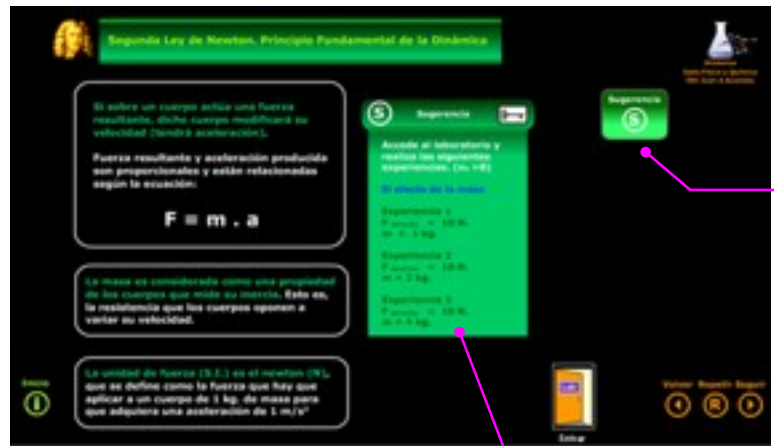 Segunda Ley de Newton. Principio Fundamental de la Dinámica
Si sobre un cuerpo actúa una fuerza
resultante, dicho cuerpo modificará su
velocidad (tendrá aceleración).
Fuerza resultante y aceleración producida
son proporcionales y están relacionadas
según la ecuación:
F = m . a
La masa es considerada como una propiedad
de los cuerpos que mide su inercia. Esto es,
la resistencia que los cuerpos oponen a
variar su velocidad.
La unidad de fuerza (S.I.) es el newton (N),
que se define como la fuerza que hay que
aplicar a un cuerpo de 1 kg. de masa para
que adquiera una aceleración de 1 m/s²
S
Sugerencia
Accede al laboratorio y
realiza las siguientes
experiencias.
El efecto de la masa
Experiencia 1
F = 10 N.
m = 1 kg.
Experiencia 2
F = 10 N.
m = 2 kg.
Experiencia 3
F = 10 N.
m = 4 kg.
Sugerencia
S
Inicio
Entrar
Volver Repetir Seguir
R